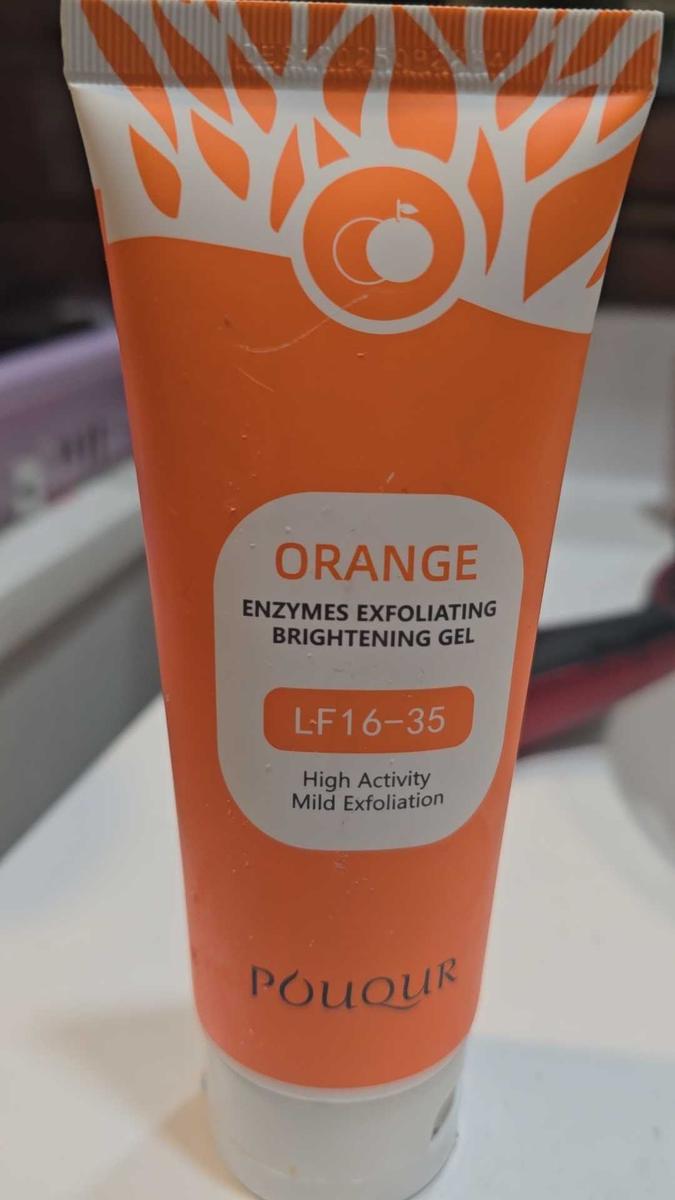 ORANGE
ENZYMES EXFOLIATING
BRIGHTENING GEL
LF16-35
High Activity
Mild Exfoliation
POUQUR